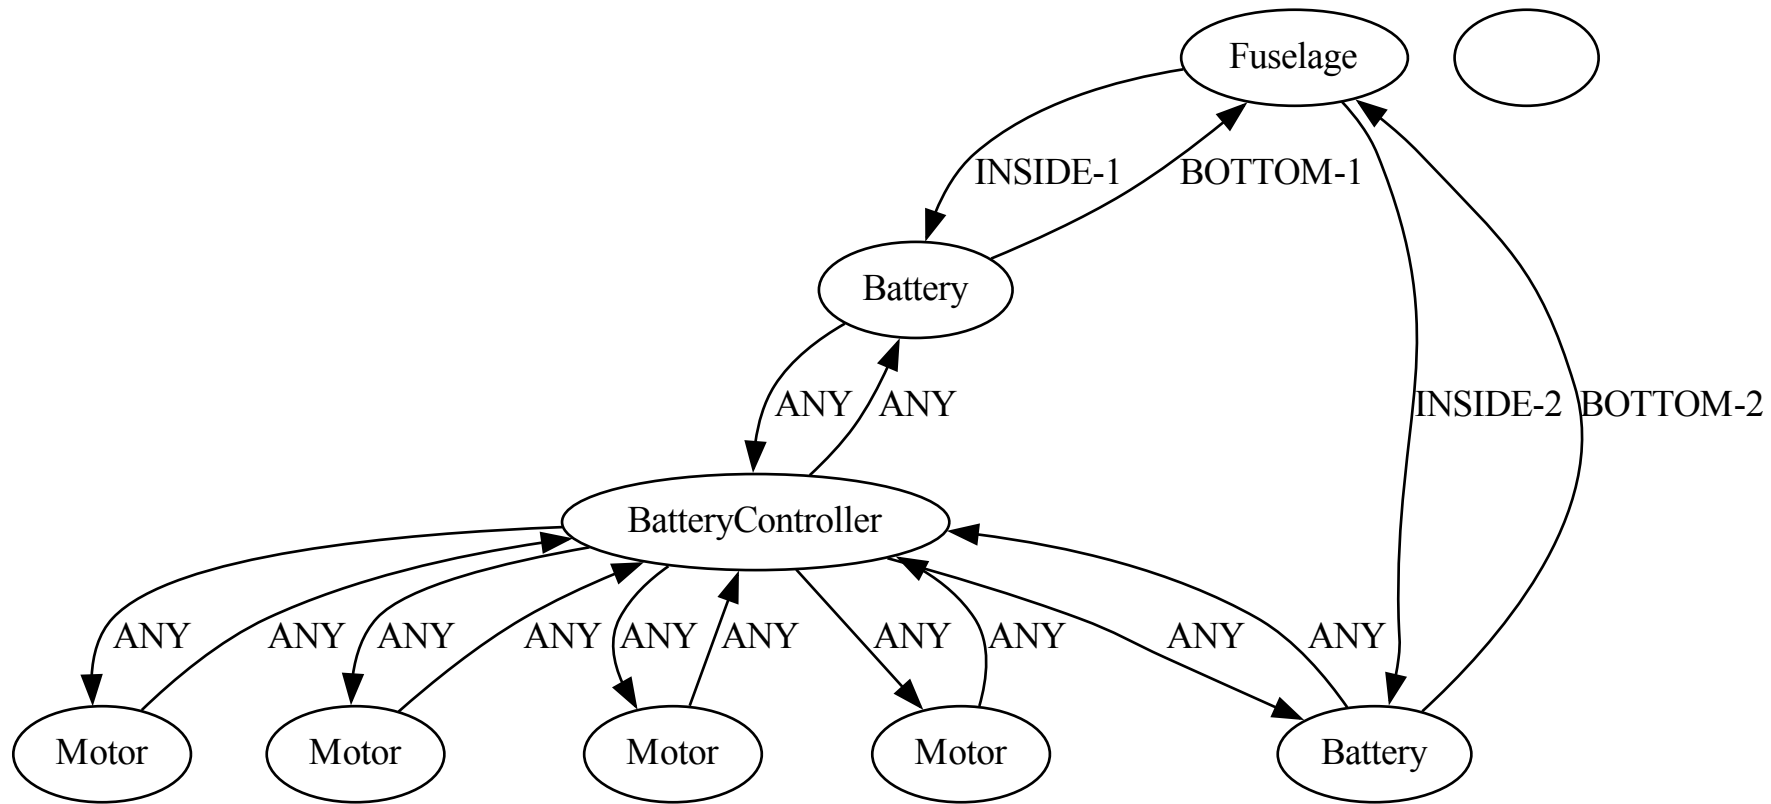 Fuselage
INSIDE-1
BOTTOM-1
Battery
ANY
ANY
INSIDE-2
BOTTOM-2
BatteryController
ANY
ANY
ANY
ANY
ANY
ANY
ANY
ANY
ANY
ANY
Motor
Motor
Motor
Motor
Battery